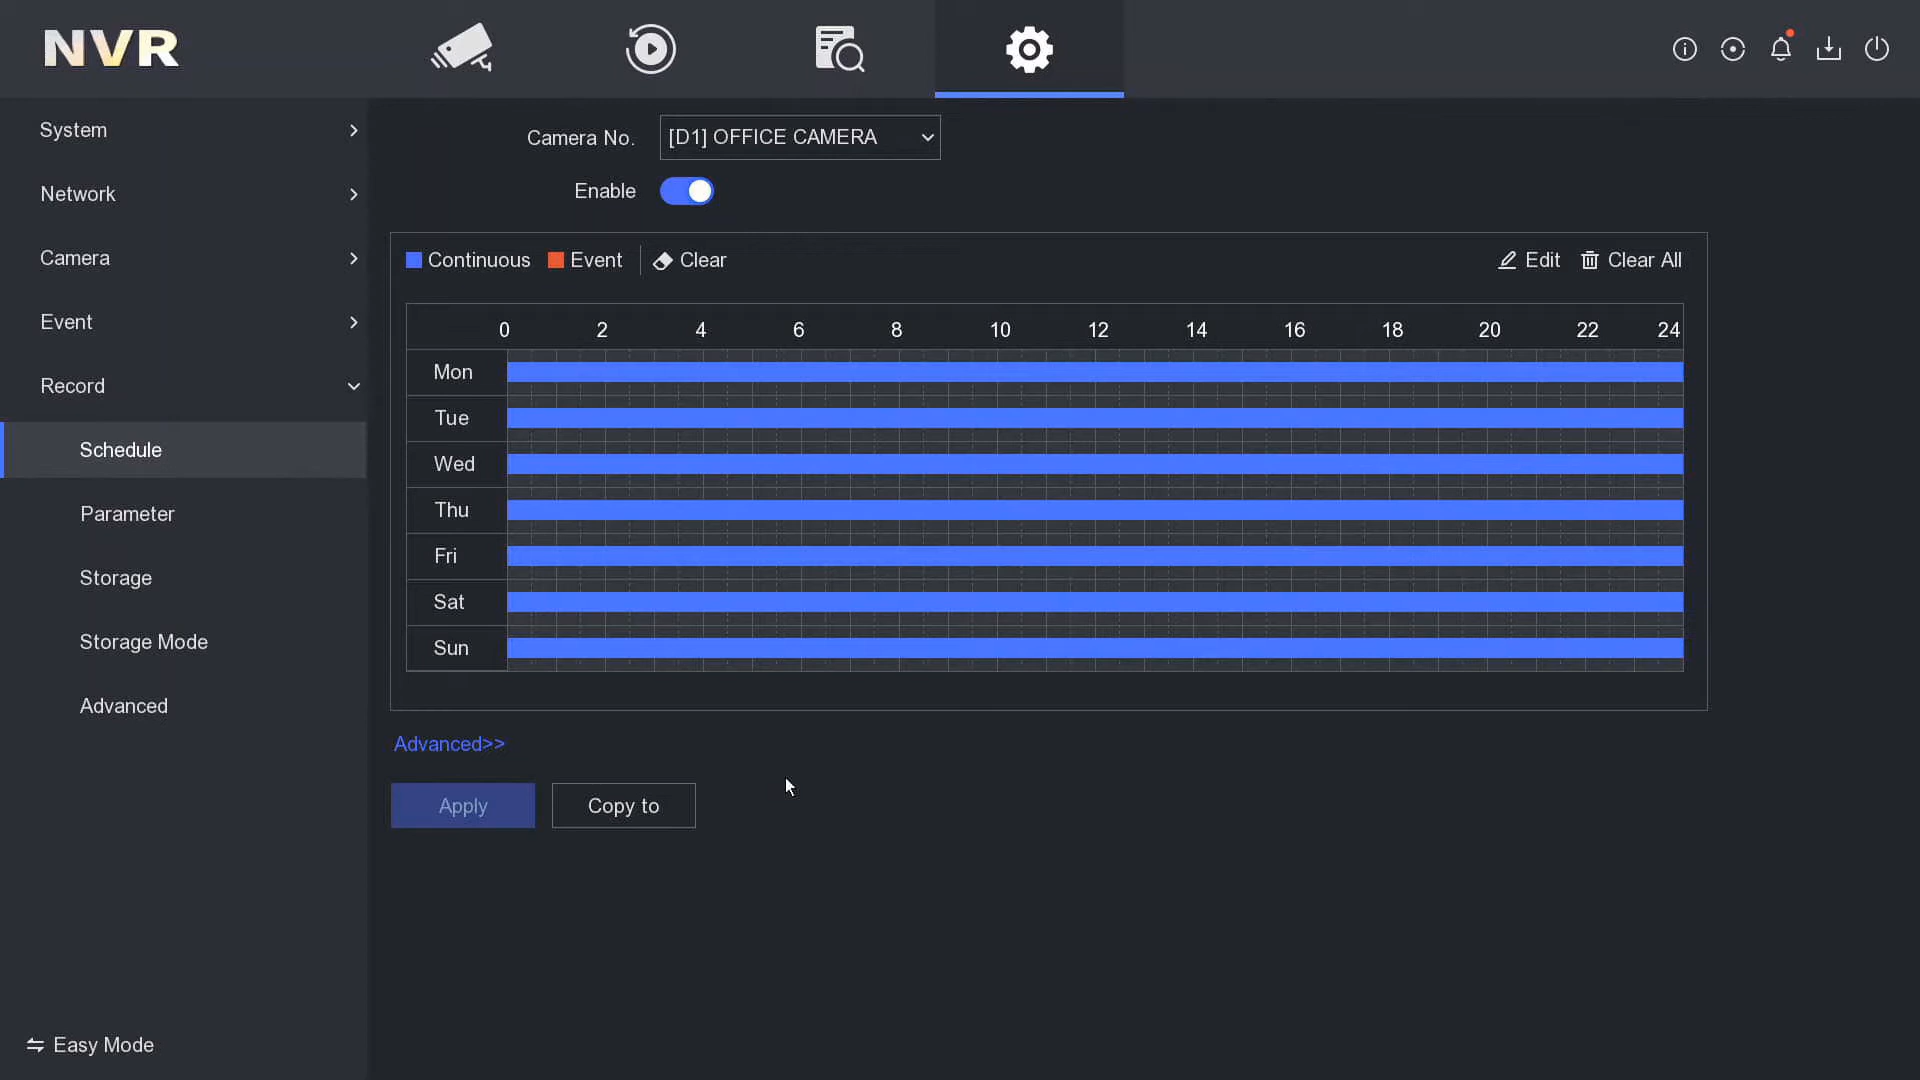 NVR
System
Network
Camera
Event
Record
Schedule
Parameter
Storage
Storage Mode
Advanced
Easy Mode
Camera No. [D1] OFFICE CAMERA
Enable
Continuous Event Clear Edit Clear All
0 2 4 6 8 10 12 14 16 18 20 22 24
Mon
Tue
Wed
Thu
Fri
Sat
Sun
Advanced>>
Apply Copy to